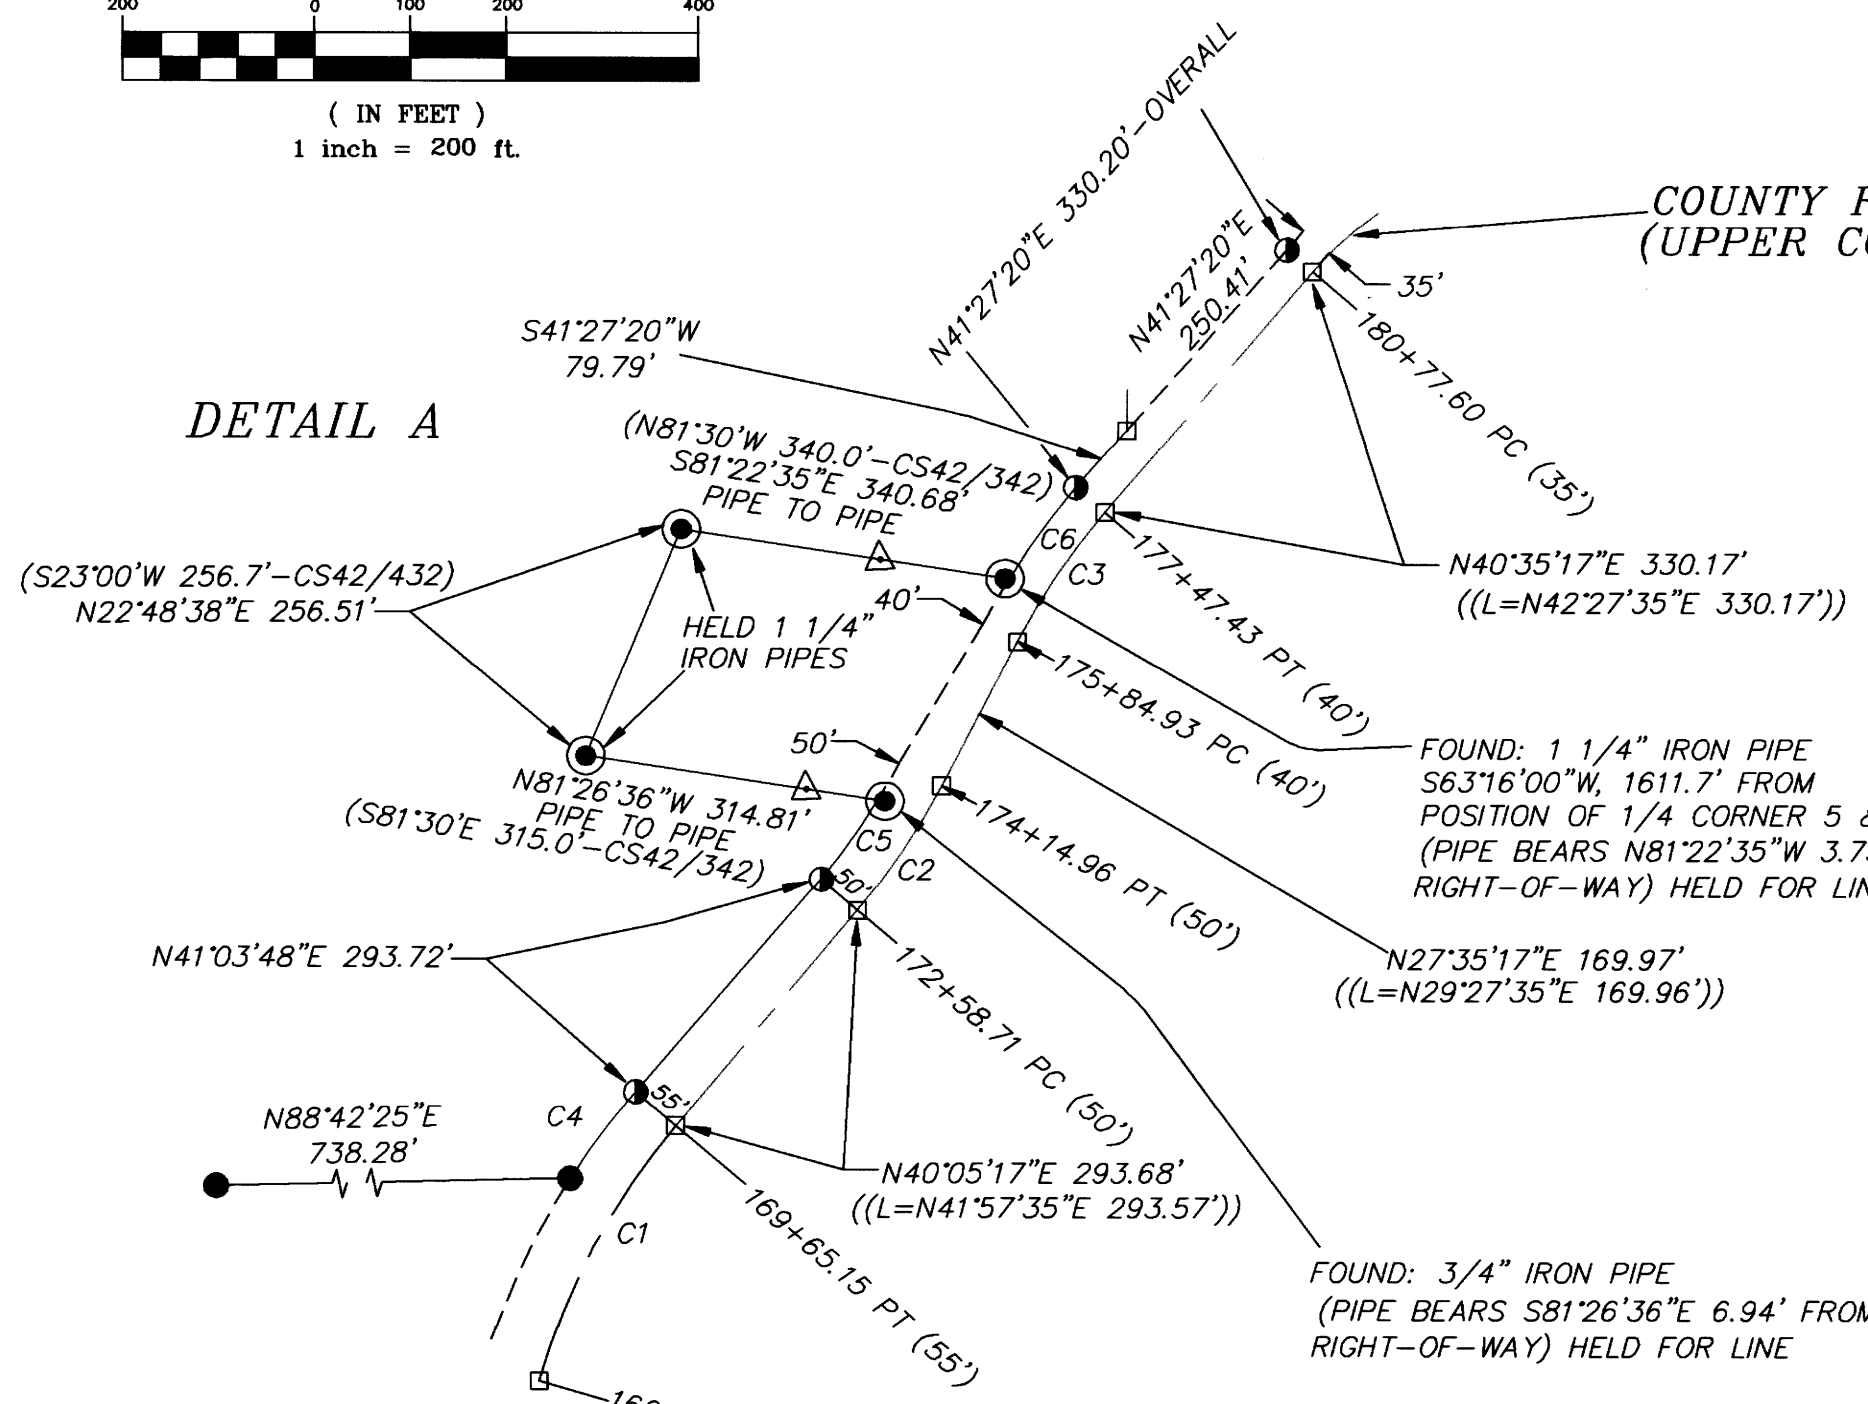 200 0 100 200 400
( IN FEET )
1 inch = 200 ft.
DETAIL A
N41°27'20"E 330.20'-OVERALL
N41°27'20"E
250.41'
COUNTY
(UPPER
35'
180+77.60 PC (35')
S41°27'20"W
79.79'
(N81°30'W 340.0'-CS42/342)
S81°22'35"E 340.68'
PIPE TO PIPE
C6
C3
177+47.43 PT (40')
N40°35'17"E 330.17'
((L=N42°27'35"E 330.17'))
(S23°00'W 256.7'-CS42/432)
N22°48'38"E 256.51'
HELD 1 1/4"
IRON PIPES
40'
175+84.93 PC (40')
50'
FOUND: 1 1/4" IRON PIPE
S63°16'00"W, 1611.7' FROM
POSITION OF 1/4 CORNER 5
(PIPE BEARS N81°22'35"W
RIGHT-OF-WAY) HELD FOR
N81°26'36"W 314.81'
PIPE TO PIPE
(S81°30'E 315.0'-CS42/342)
C5
C2
174+14.96 PT (50')
50'
N41°03'48"E 293.72'
172+58.71 PC (50')
N27°35'17"E 169.97'
((L=N29°27'35"E 169.96'))
55'
C4
N88°42'25"E
738.28'
N40°05'17"E 293.68'
((L=N41°57'35"E 293.57'))
C1
169+65.15 PT (55')
FOUND: 3/4" IRON PIPE
(PIPE BEARS S81°26'36"E 6.94' FROM
RIGHT-OF-WAY) HELD FOR LINE